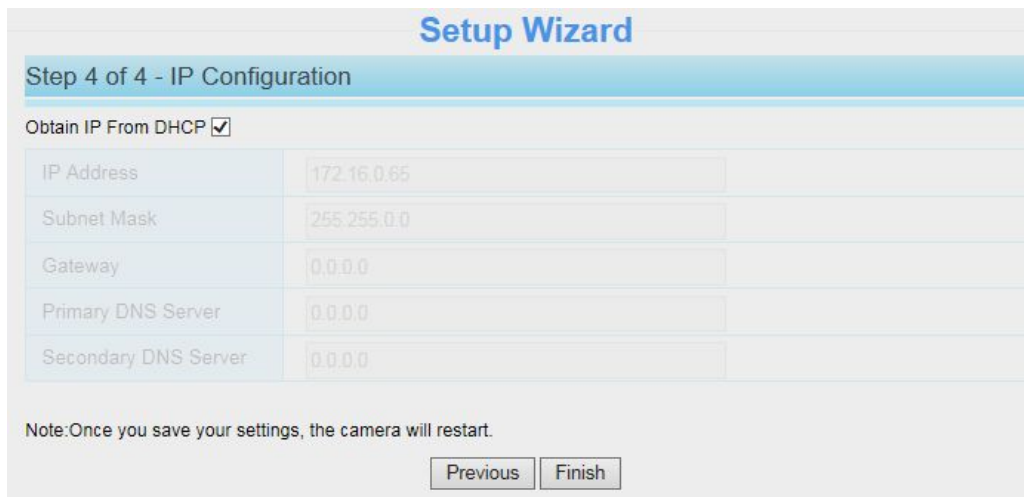 Setup Wizard
Step 4 of 4 - IP Configuration
Obtain IP From DHCP
IP Address 172.16.0.65
Subnet Mask 255.255.0.0
Gateway 0.0.0.0
Primary DNS Server 0.0.0.0
Secondary DNS Server 0.0.0.0
Note:Once you save your settings, the camera will restart.
Previous Finish